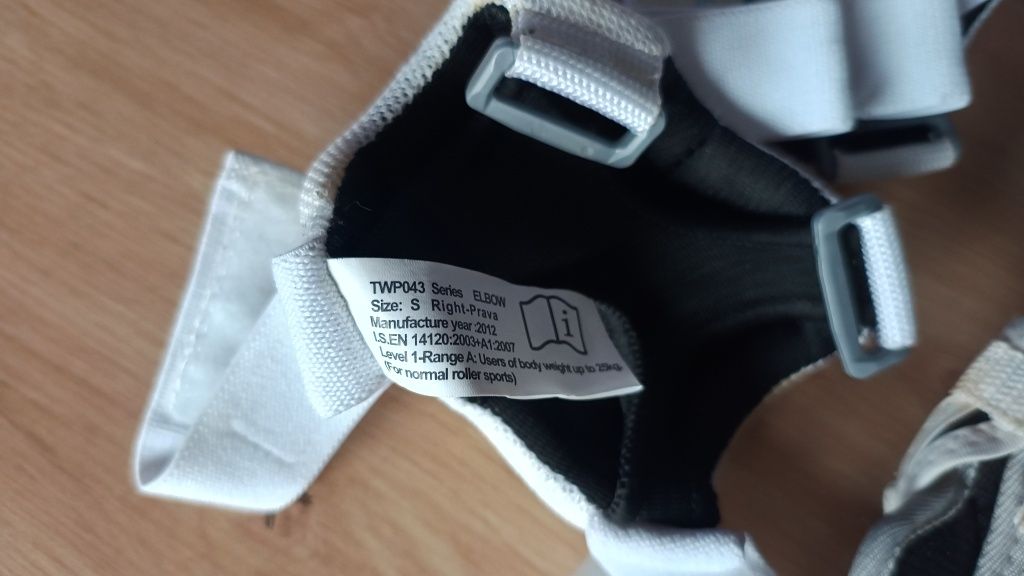 TWP043 Series ELBOW
Size: S Right-Prava
Manufacture year:2012
I.S.EN 14120:2003+A1:2007
Level 1-Range A: Users of body weight up to 25kg.
(For normal roller sports)
i